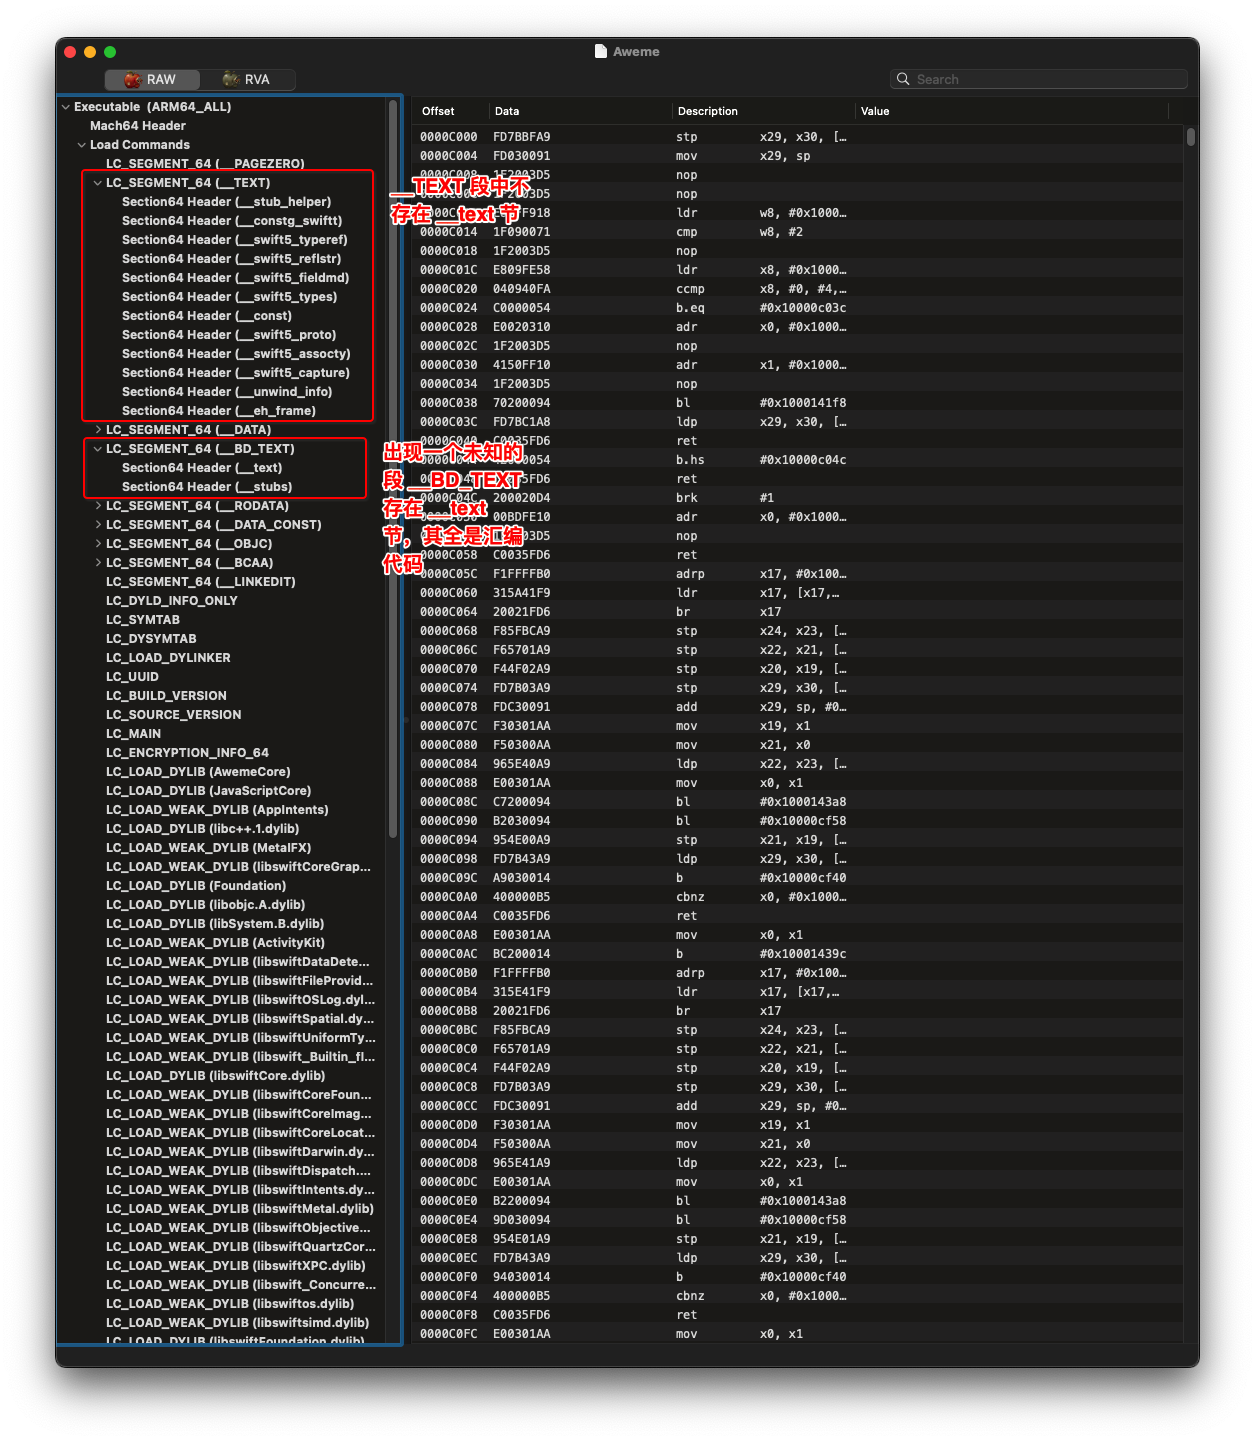 Aweme
RAW
RVA
Search
Executable (ARM64_ALL)
Mach64 Header
Load Commands
LC_SEGMENT_64 (__PAGEZERO)
LC_SEGMENT_64 (__TEXT)
Section64 Header (__stub_helper)
Section64 Header (__constg_swiftt)
Section64 Header (__swift5_typeref)
Section64 Header (__swift5_reflstr)
Section64 Header (__swift5_fieldmd)
Section64 Header (__swift5_types)
Section64 Header (__const)
Section64 Header (__swift5_proto)
Section64 Header (__swift5_assocty)
Section64 Header (__swift5_capture)
Section64 Header (__unwind_info)
Section64 Header (__eh_frame)
LC_SEGMENT_64 (__DATA)
LC_SEGMENT_64 (__BD_TEXT)
Section64 Header (__text)
Section64 Header (__stubs)
LC_SEGMENT_64 (__RODATA)
LC_SEGMENT_64 (__DATA_CONST)
LC_SEGMENT_64 (__OBJC)
LC_SEGMENT_64 (__BCAA)
LC_SEGMENT_64 (__LINKEDIT)
LC_DYLD_INFO_ONLY
LC_SYMTAB
LC_DYSYMTAB
LC_LOAD_DYLINKER
LC_UUID
LC_BUILD_VERSION
LC_SOURCE_VERSION
LC_MAIN
LC_ENCRYPTION_INFO_64
LC_LOAD_DYLIB (AwemeCore)
LC_LOAD_DYLIB (JavaScriptCore)
LC_LOAD_WEAK_DYLIB (AppIntents)
LC_LOAD_DYLIB (libc++.1.dylib)
LC_LOAD_WEAK_DYLIB (MetalFX)
LC_LOAD_WEAK_DYLIB (libswiftCoreGrap...
LC_LOAD_DYLIB (Foundation)
LC_LOAD_DYLIB (libobjc.A.dylib)
LC_LOAD_DYLIB (libSystem.B.dylib)
LC_LOAD_WEAK_DYLIB (ActivityKit)
LC_LOAD_WEAK_DYLIB (libswiftDataDete...
LC_LOAD_WEAK_DYLIB (libswiftFileProvid...
LC_LOAD_WEAK_DYLIB (libswiftOSLog.dyl...
LC_LOAD_WEAK_DYLIB (libswiftSpatial.dy...
LC_LOAD_WEAK_DYLIB (libswiftUniformTy...
LC_LOAD_WEAK_DYLIB (libswift_Builtin_fl...
LC_LOAD_DYLIB (libswiftCore.dylib)
LC_LOAD_WEAK_DYLIB (libswiftCoreFoun...
LC_LOAD_WEAK_DYLIB (libswiftCoreImag...
LC_LOAD_WEAK_DYLIB (libswiftCoreLocat...
LC_LOAD_WEAK_DYLIB (libswiftDarwin.dy...
LC_LOAD_WEAK_DYLIB (libswiftDispatch....
LC_LOAD_WEAK_DYLIB (libswiftIntents.dy...
LC_LOAD_WEAK_DYLIB (libswiftMetal.dylib)
LC_LOAD_WEAK_DYLIB (libswiftObjective...
LC_LOAD_WEAK_DYLIB (libswiftQuartzCor...
LC_LOAD_WEAK_DYLIB (libswiftXPC.dylib)
LC_LOAD_WEAK_DYLIB (libswift_Concurre...
LC_LOAD_WEAK_DYLIB (libswiftos.dylib)
LC_LOAD_WEAK_DYLIB (libswiftsimd.dylib)
LC_LOAD_DYLIB (libswiftFoundation.dylib)
__TEXT 段中不
存在 __text 节
出现一个未知的
段 __BD_TEXT
存在 __text
节，其全是汇编
代码
Offset Data Description Value
0000C000 FD7BBFA9 stp x29, x30, [...
0000C004 FD030091 mov x29, sp
0000C008 1F2003D5 nop
2003D5 nop
F918 ldr w8, #0x1000...
0000C014 1F090071 cmp w8, #2
0000C018 1F2003D5 nop
0000C01C E809FE58 ldr x8, #0x1000...
0000C020 040940FA ccmp x8, #0, #4,...
0000C024 C0000054 b.eq #0x10000c03c
0000C028 E0020310 adr x0, #0x1000...
0000C02C 1F2003D5 nop
0000C030 4150FF10 adr x1, #0x1000...
0000C034 1F2003D5 nop
0000C038 70200094 bl #0x1000141f8
0000C03C FD7BC1A8 ldp x29, x30, [...
0000C040 C0035FD6 ret
0054 b.hs #0x10000c04c
5FD6 ret
0000C04C 200020D4 brk #1
00BDFE10 adr x0, #0x1000...
03D5 nop
0000C058 C0035FD6 ret
0000C05C F1FFFFB0 adrp x17, #0x100...
0000C060 315A41F9 ldr x17, [x17,...
0000C064 20021FD6 br x17
0000C068 F85FBCA9 stp x24, x23, [...
0000C06C F65701A9 stp x22, x21, [...
0000C070 F44F02A9 stp x20, x19, [...
0000C074 FD7B03A9 stp x29, x30, [...
0000C078 FDC30091 add x29, sp, #0...
0000C07C F30301AA mov x19, x1
0000C080 F50300AA mov x21, x0
0000C084 965E40A9 ldp x22, x23, [...
0000C088 E00301AA mov x0, x1
0000C08C C7200094 bl #0x1000143a8
0000C090 B2030094 bl #0x10000cf58
0000C094 954E00A9 stp x21, x19, [...
0000C098 FD7B43A9 ldp x29, x30, [...
0000C09C A9030014 b #0x10000cf40
0000C0A0 400000B5 cbnz x0, #0x1000...
0000C0A4 C0035FD6 ret
0000C0A8 E00301AA mov x0, x1
0000C0AC BC200014 b #0x10001439c
0000C0B0 F1FFFFB0 adrp x17, #0x100...
0000C0B4 315E41F9 ldr x17, [x17,...
0000C0B8 20021FD6 br x17
0000C0BC F85FBCA9 stp x24, x23, [...
0000C0C0 F65701A9 stp x22, x21, [...
0000C0C4 F44F02A9 stp x20, x19, [...
0000C0C8 FD7B03A9 stp x29, x30, [...
0000C0CC FDC30091 add x29, sp, #0...
0000C0D0 F30301AA mov x19, x1
0000C0D4 F50300AA mov x21, x0
0000C0D8 965E41A9 ldp x22, x23, [...
0000C0DC E00301AA mov x0, x1
0000C0E0 B2200094 bl #0x1000143a8
0000C0E4 9D030094 bl #0x10000cf58
0000C0E8 954E01A9 stp x21, x19, [...
0000C0EC FD7B43A9 ldp x29, x30, [...
0000C0F0 94030014 b #0x10000cf40
0000C0F4 400000B5 cbnz x0, #0x1000...
0000C0F8 C0035FD6 ret
0000C0FC E00301AA mov x0, x1